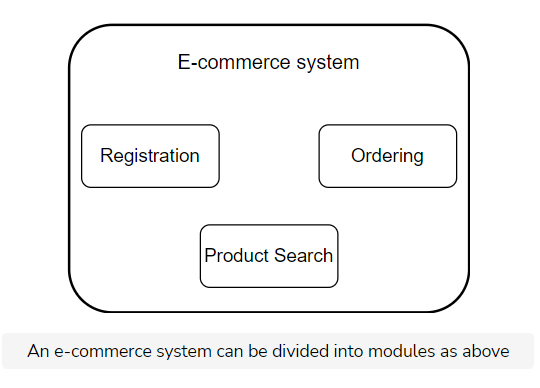 E-commerce system
Registration
Ordering
Product Search
An e-commerce system can be divided into modules as above